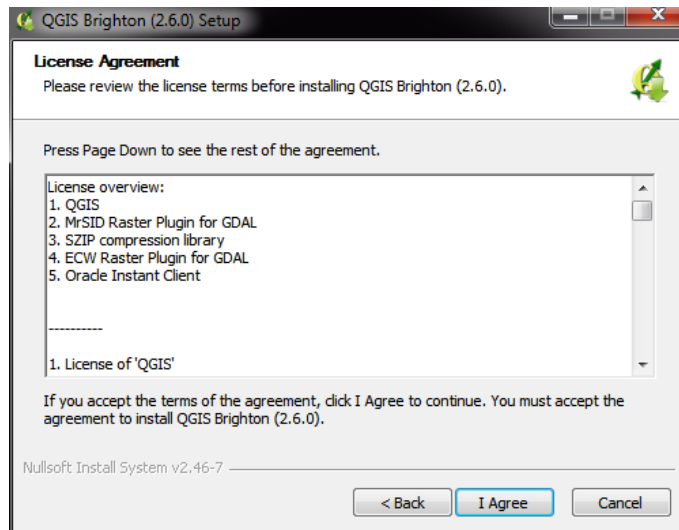 QGIS Brighton (2.6.0) Setup
License Agreement
Please review the license terms before installing QGIS Brighton (2.6.0).
Press Page Down to see the rest of the agreement.
License overview:
1. QGIS
2. MrSID Raster Plugin for GDAL
3. SZIP compression library
4. ECW Raster Plugin for GDAL
5. Oracle Instant Client
----------
1. License of 'QGIS'
If you accept the terms of the agreement, click I Agree to continue. You must accept the
agreement to install QGIS Brighton (2.6.0).
Nullsoft Install System v2.46-7
< Back
I Agree
Cancel